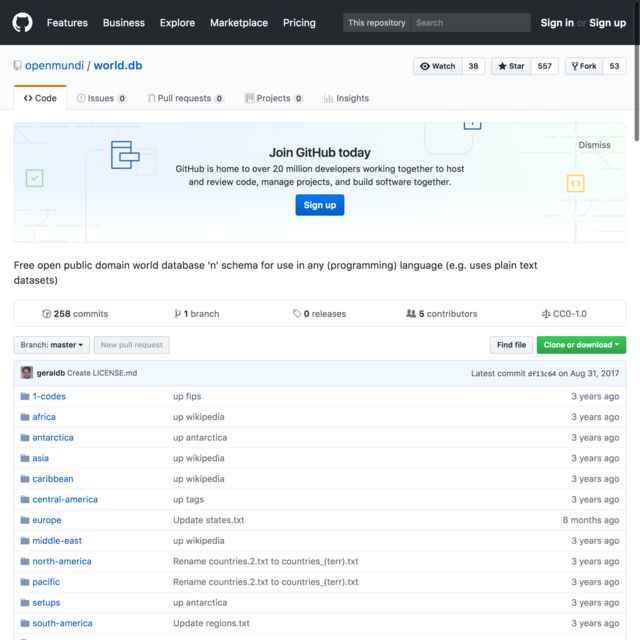 Features Business Explore Marketplace Pricing This repository Search Sign in or Sign up
openmundi / world.db Watch 38 Star 557 Fork 53
Code Issues 0 Pull requests 0 Projects 0 Insights
Join GitHub today
Dismiss
GitHub is home to over 20 million developers working together to host
and review code, manage projects, and build software together.
Sign up
Free open public domain world database 'n' schema for use in any (programming) language (e.g. uses plain text
datasets)
258 commits 1 branch 0 releases 5 contributors CC0-1.0
Branch: master New pull request Find file Clone or download
geraldb Create LICENSE.md Latest commit df13c64 on Aug 31, 2017
1-codes up fips 3 years ago
africa up wikipedia 3 years ago
antarctica up antarctica 3 years ago
asia up wikipedia 3 years ago
caribbean up wikipedia 3 years ago
central-america up tags 3 years ago
europe Update states.txt 8 months ago
middle-east up wikipedia 3 years ago
north-america Rename countries.2.txt to countries_(terr).txt 3 years ago
pacific Rename countries.2.txt to countries_(terr).txt 3 years ago
setups up antarctica 3 years ago
south-america Update regions.txt 3 years ago